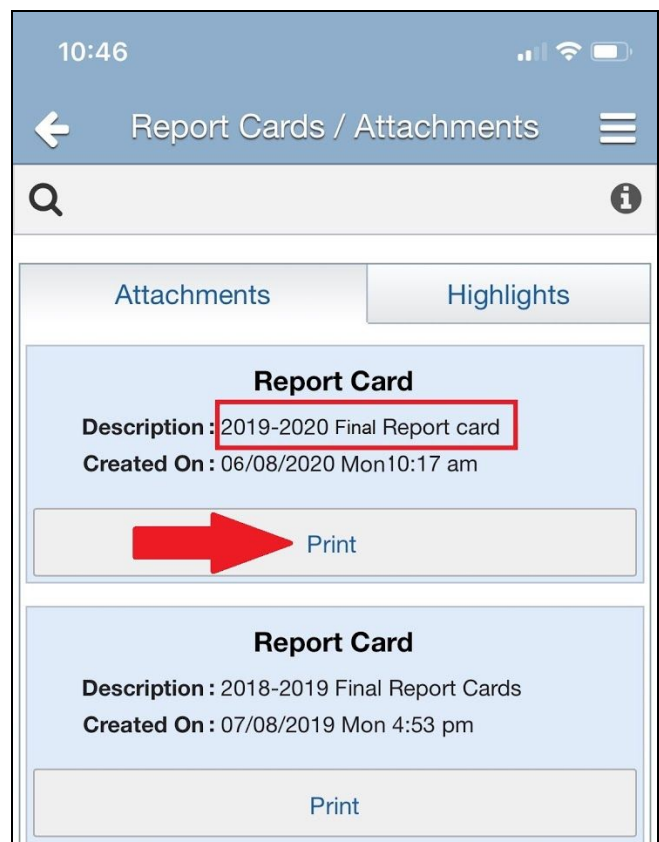 10:46
Report Cards / Attachments
Attachments Highlights
Report Card
Description : 2019-2020 Final Report card
Created On : 06/08/2020 Mon10:17 am
Print
Report Card
Description : 2018-2019 Final Report Cards
Created On : 07/08/2019 Mon 4:53 pm
Print